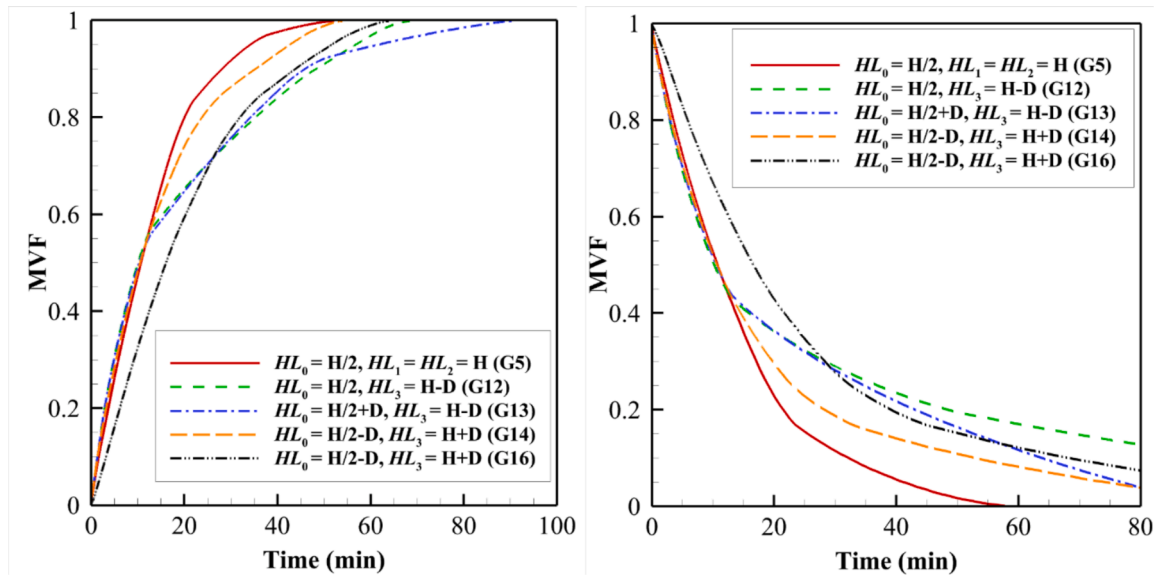 MVF
1
0.8
0.6
0.4
0.2
0
0
20
40
60
80
100
Time (min)
HL₀ = H/2, HL₁ = HL₂ = H (G5)
HL₀ = H/2, HL₃ = H-D (G12)
HL₀ = H/2+D, HL₃ = H-D (G13)
HL₀ = H/2-D, HL₃ = H+D (G14)
HL₀ = H/2-D, HL₃ = H+D (G16)
MVF
1
0.8
0.6
0.4
0.2
0
0
20
40
60
80
Time (min)
HL₀ = H/2, HL₁ = HL₂ = H (G5)
HL₀ = H/2, HL₃ = H-D (G12)
HL₀ = H/2+D, HL₃ = H-D (G13)
HL₀ = H/2-D, HL₃ = H+D (G14)
HL₀ = H/2-D, HL₃ = H+D (G16)